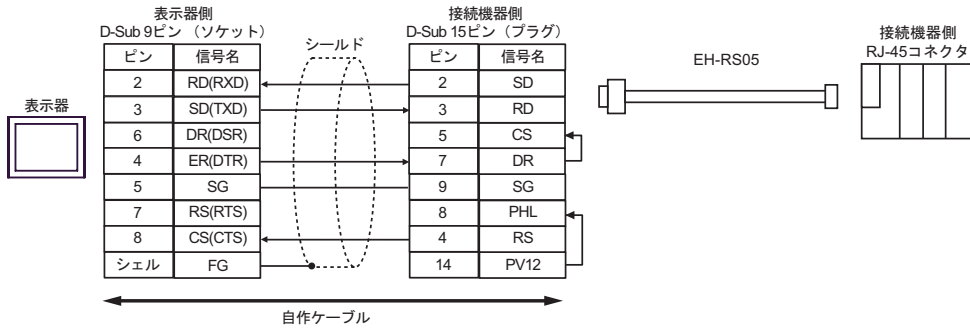 表示器側
D-Sub 9ピン （ソケット）
接続機器側
D-Sub 15ピン （プラグ）
シールド
ピン 信号名
2 RD(RXD)
3 SD(TXD)
6 DR(DSR)
4 ER(DTR)
5 SG
7 RS(RTS)
8 CS(CTS)
シェル FG
ピン 信号名
2 SD
3 RD
5 CS
7 DR
9 SG
8 PHL
4 RS
14 PV12
表示器
EH-RS05
接続機器側
RJ-45コネクタ
自作ケーブル